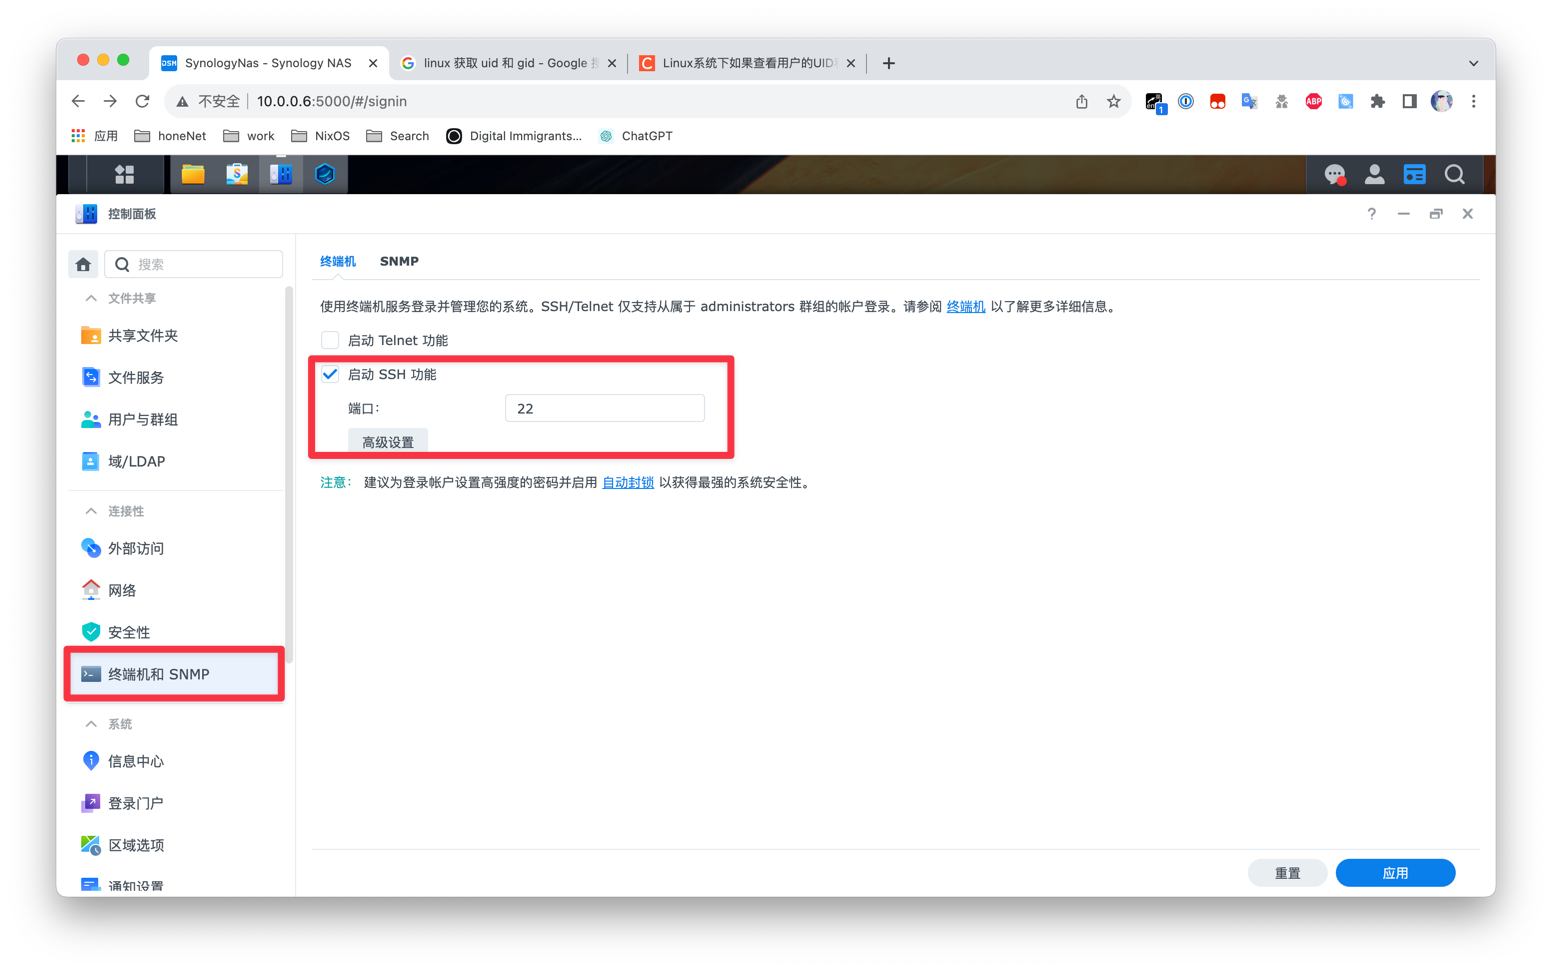 DSM SynologyNas - Synology NAS
linux 获取 uid 和 gid - Google
Linux系统下如果查看用户的UID
不安全 10.0.0.6:5000/#/signin
1
ABP
应用 honeNet work NixOS Search Digital Immigrants... ChatGPT
控制面板
搜索
文件共享
共享文件夹
文件服务
用户与群组
域/LDAP
连接性
外部访问
网络
安全性
终端机和 SNMP
系统
信息中心
登录门户
区域选项
通知设置
终端机 SNMP
使用终端机服务登录并管理您的系统。SSH/Telnet 仅支持从属于 administrators 群组的帐户登录。请参阅 终端机 以了解更多详细信息。
启动 Telnet 功能
启动 SSH 功能
端口: 22
高级设置
注意: 建议为登录帐户设置高强度的密码并启用 自动封锁 以获得最强的系统安全性。
重置 应用